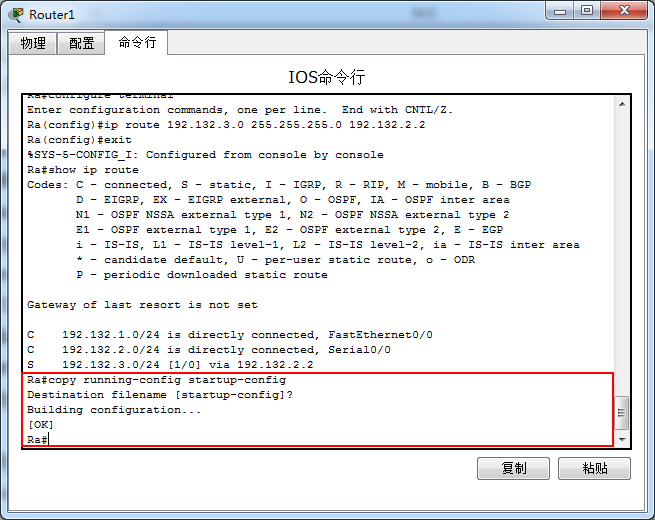 Router1
物理 配置 命令行
IOS命令行
Ra#configure terminal
Enter configuration commands, one per line.  End with CNTL/Z.
Ra(config)#ip route 192.132.3.0 255.255.255.0 192.132.2.2
Ra(config)#exit
%SYS-5-CONFIG_I: Configured from console by console
Ra#show ip route
Codes: C - connected, S - static, I - IGRP, R - RIP, M - mobile, B - BGP
       D - EIGRP, EX - EIGRP external, O - OSPF, IA - OSPF inter area
       N1 - OSPF NSSA external type 1, N2 - OSPF NSSA external type 2
       E1 - OSPF external type 1, E2 - OSPF external type 2, E - EGP
       i - IS-IS, L1 - IS-IS level-1, L2 - IS-IS level-2, ia - IS-IS inter area
       * - candidate default, U - per-user static route, o - ODR
       P - periodic downloaded static route
Gateway of last resort is not set
C    192.132.1.0/24 is directly connected, FastEthernet0/0
C    192.132.2.0/24 is directly connected, Serial0/0
S    192.132.3.0/24 [1/0] via 192.132.2.2
Ra#copy running-config startup-config
Destination filename [startup-config]?
Building configuration...
[OK]
Ra#
复制 粘贴